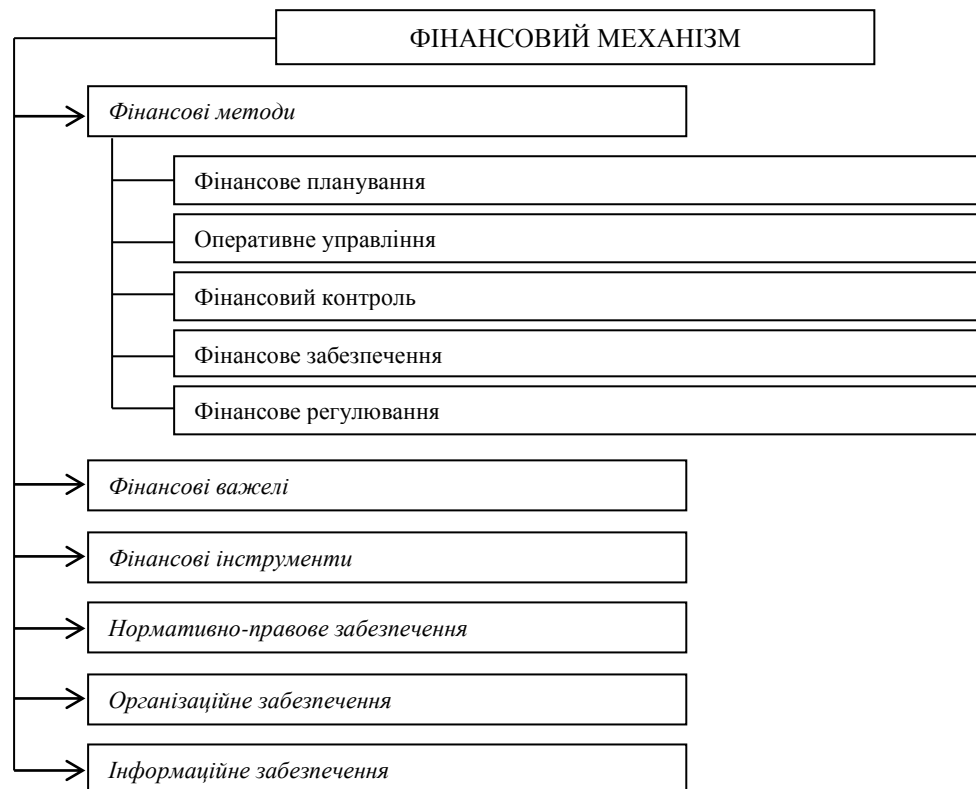 ФІНАНСОВИЙ МЕХАНІЗМ
Фінансові методи
Фінансове планування
Оперативне управління
Фінансовий контроль
Фінансове забезпечення
Фінансове регулювання
Фінансові важелі
Фінансові інструменти
Нормативно-правове забезпечення
Організаційне забезпечення
Інформаційне забезпечення